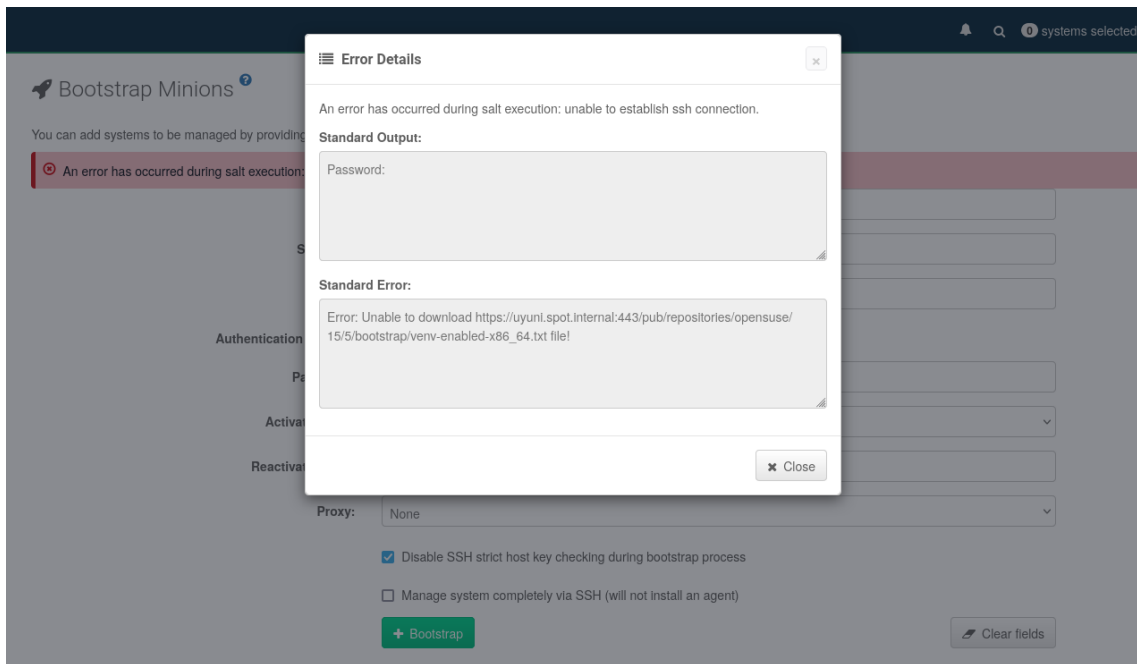 0 systems selected
Error Details
Bootstrap Minions
An error has occurred during salt execution: unable to establish ssh connection.
You can add systems to be managed by providing
Standard Output:
An error has occurred during salt execution:
Password:
S
Standard Error:
Error: Unable to download https://uyuni.spot.internal:443/pub/repositories/opensuse/
15/5/bootstrap/venv-enabled-x86_64.txt file!
Authentication
Pa
Activat
Reactivat
Close
Proxy: None
Disable SSH strict host key checking during bootstrap process
Manage system completely via SSH (will not install an agent)
+ Bootstrap
Clear fields